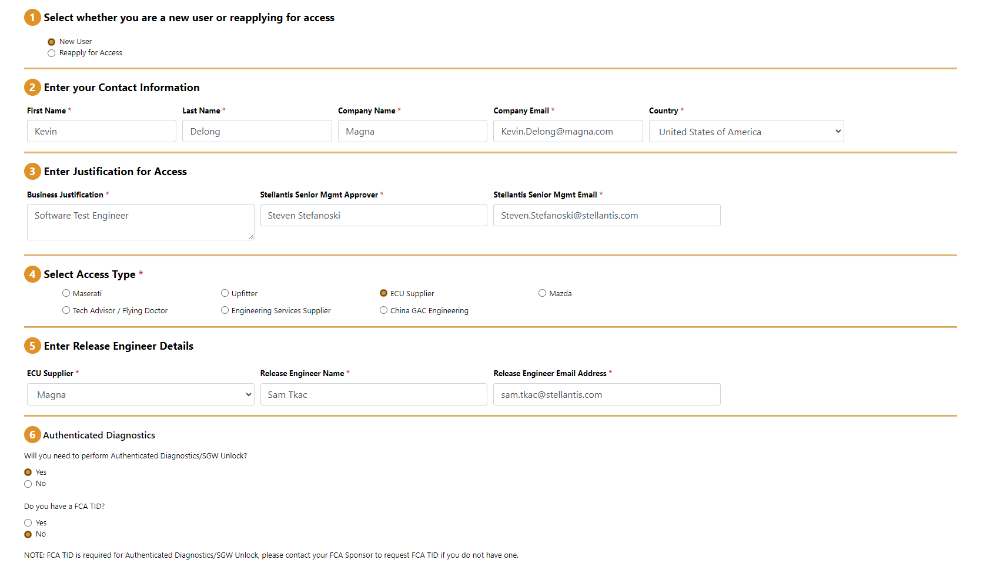 1 Select whether you are a new user or reapplying for access
New User
Reapply for Access
2 Enter your Contact Information
First Name * Last Name * Company Name * Company Email * Country *
Kevin Delong Magna Kevin.Delong@magna.com United States of America
3 Enter Justification for Access
Business Justification * Stellantis Senior Mgmt Approver * Stellantis Senior Mgmt Email *
Software Test Engineer Steven Stefanoski Steven.Stefanoski@stellantis.com
4 Select Access Type *
Maserati Upfitter ECU Supplier Mazda
Tech Advisor / Flying Doctor Engineering Services Supplier China GAC Engineering
5 Enter Release Engineer Details
ECU Supplier * Release Engineer Name * Release Engineer Email Address *
Magna Sam Tkac sam.tkac@stellantis.com
6 Authenticated Diagnostics
Will you need to perform Authenticated Diagnostics/SGW Unlock?
Yes
No
Do you have a FCA TID?
Yes
No
NOTE: FCA TID is required for Authenticated Diagnostics/SGW Unlock, please contact your FCA Sponsor to request FCA TID if you do not have one.